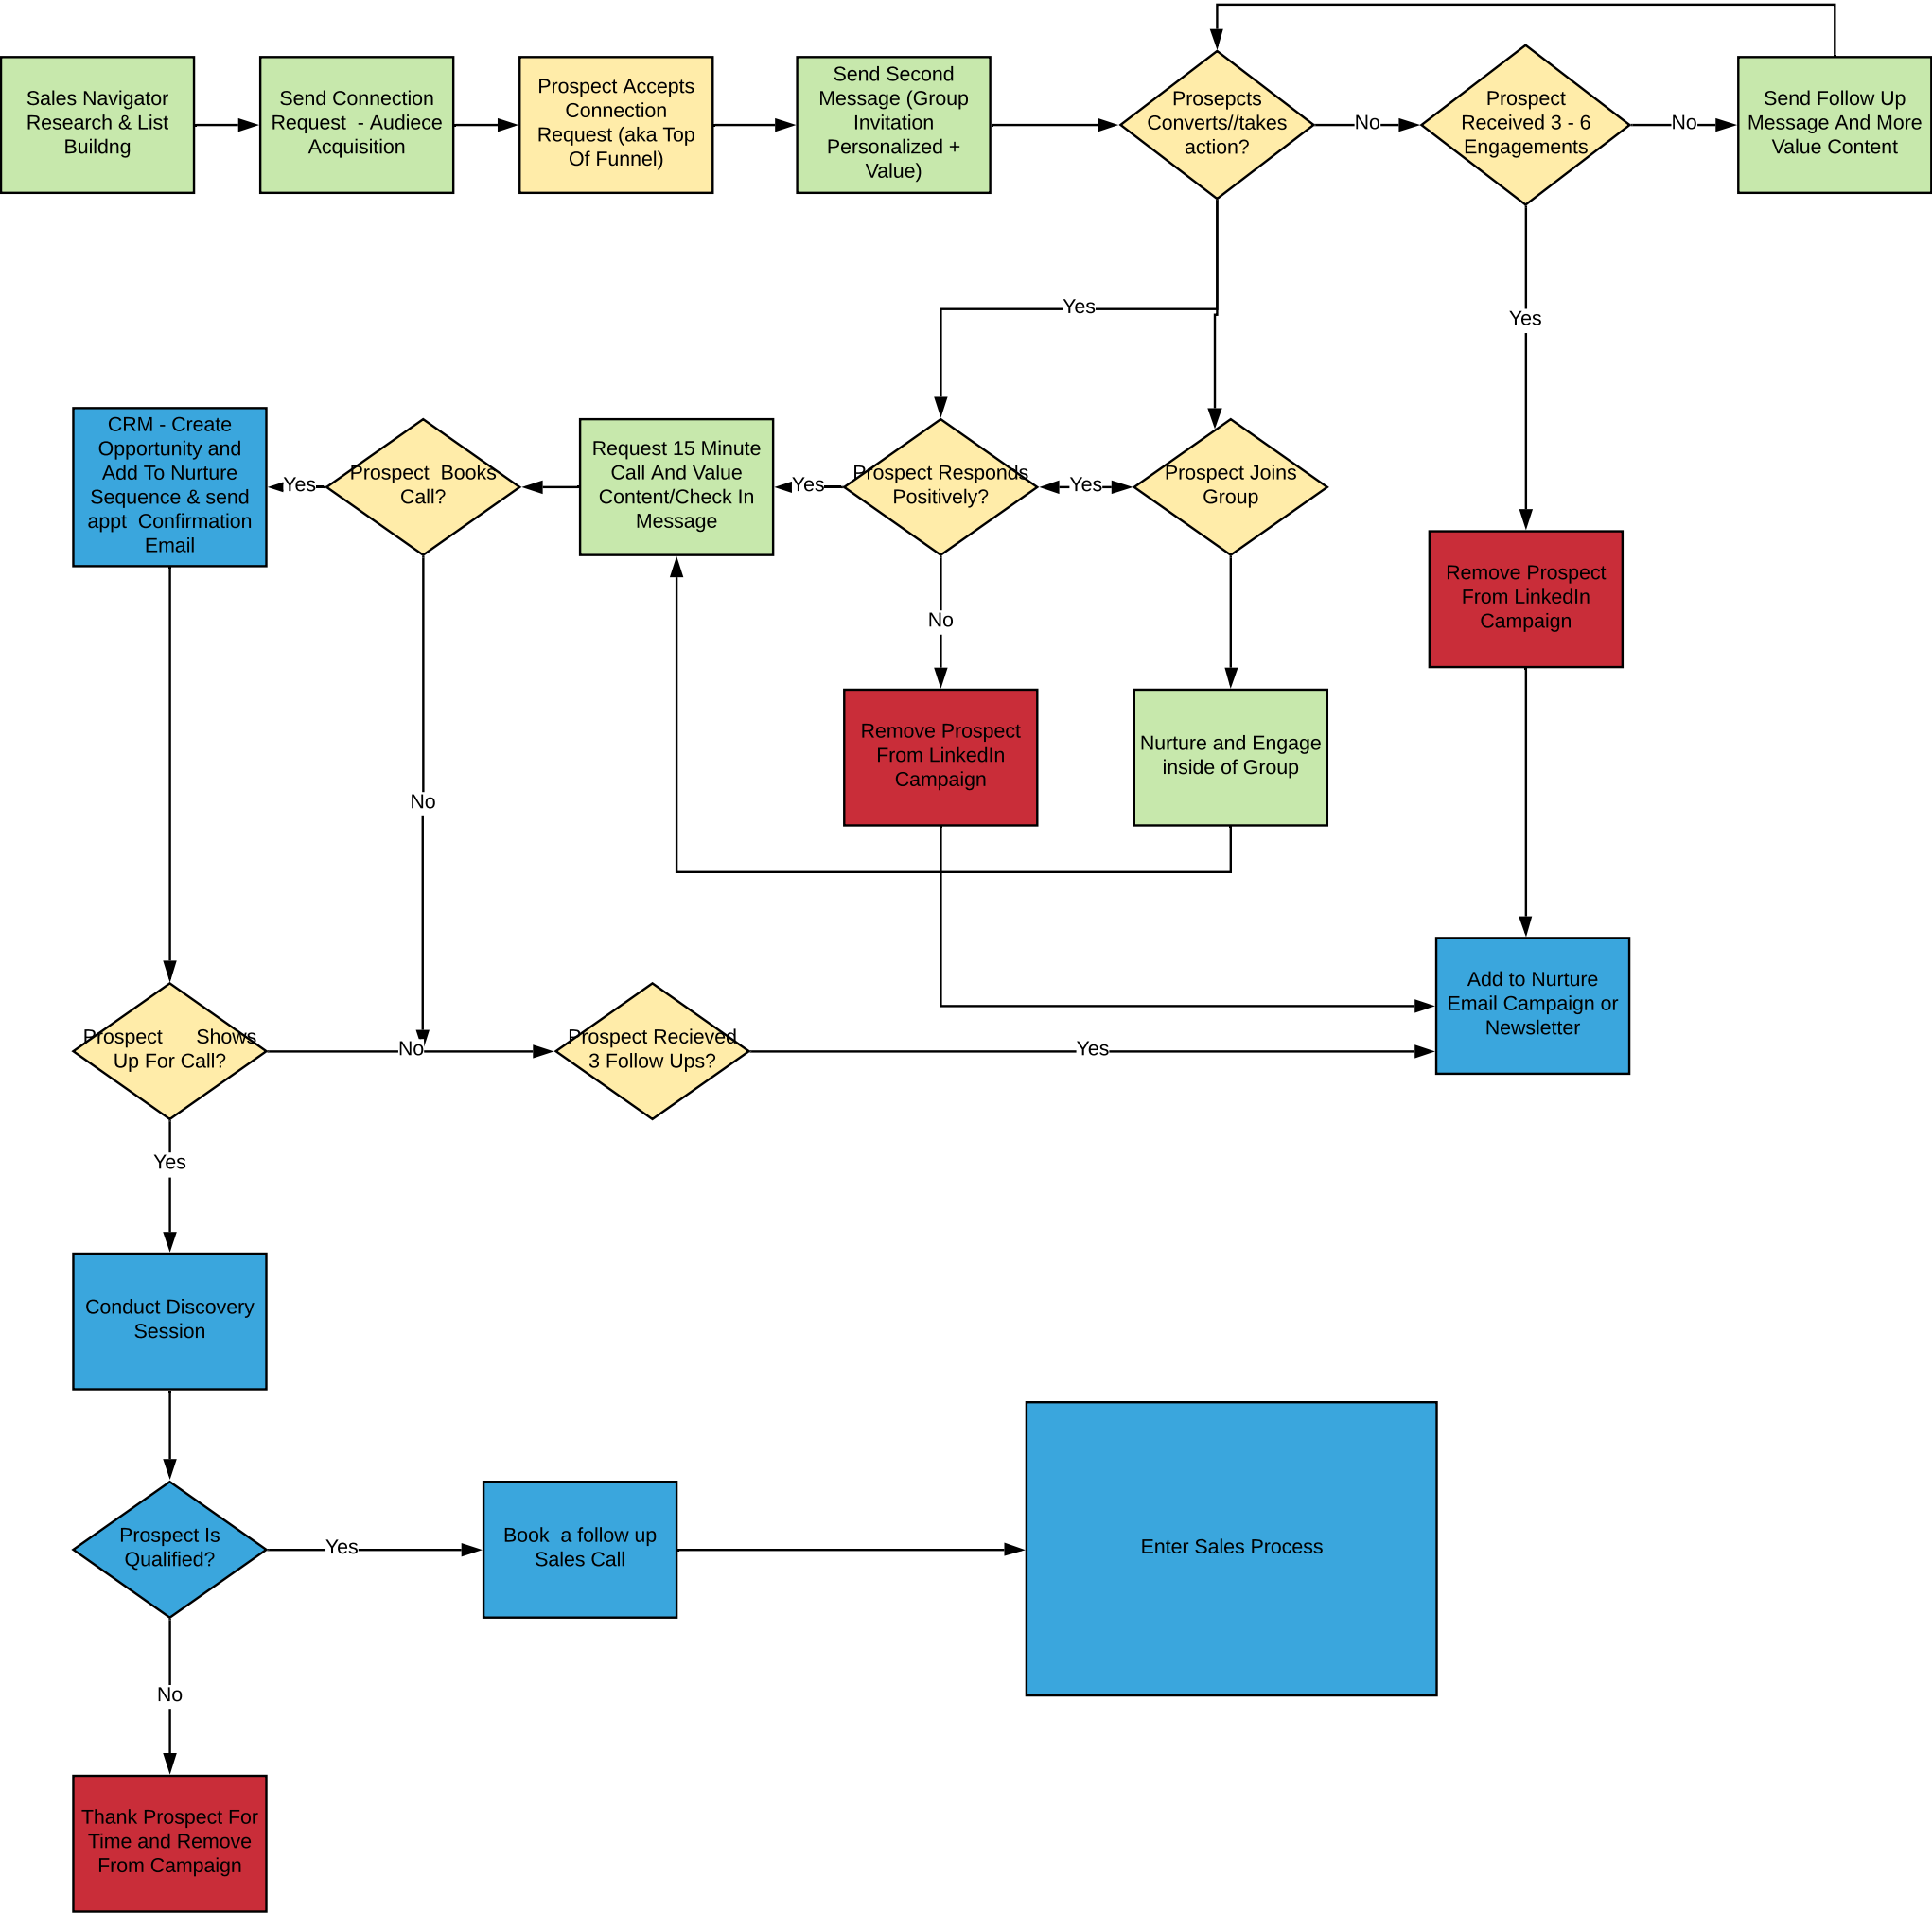 Sales Navigator
Research & List
Buildng
Send Connection
Request - Audiece
Acquisition
Prospect Accepts
Connection
Request (aka Top
Of Funnel)
Send Second
Message (Group
Invitation
Personalized +
Value)
Prosepcts
Converts//takes
action?
No
Prospect
Received 3 - 6
Engagements
No
Send Follow Up
Message And More
Value Content
Yes
Yes
CRM - Create
Opportunity and
Add To Nurture
Sequence & send
appt Confirmation
Email
Yes
Prospect Books
Call?
Request 15 Minute
Call And Value
Content/Check In
Message
Yes
Prospect Responds
Positively?
Yes
Prospect Joins
Group
Remove Prospect
From LinkedIn
Campaign
No
Remove Prospect
From LinkedIn
Campaign
Nurture and Engage
inside of Group
No
Add to Nurture
Email Campaign or
Newsletter
Prospect Shows
Up For Call?
No
Prospect Recieved
3 Follow Ups?
Yes
Yes
Conduct Discovery
Session
Prospect Is
Qualified?
Yes
Book a follow up
Sales Call
Enter Sales Process
No
Thank Prospect For
Time and Remove
From Campaign